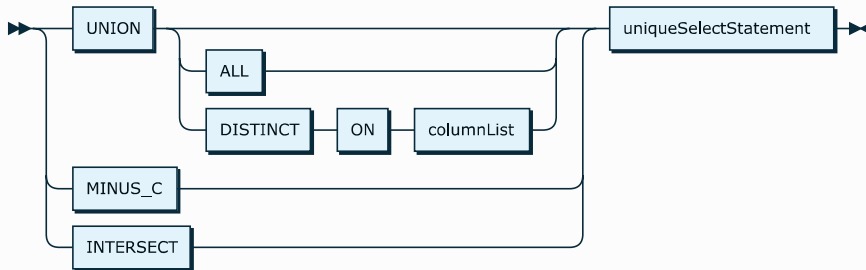 UNION uniqueSelectStatement
ALL
DISTINCT ON columnList
MINUS_C
INTERSECT